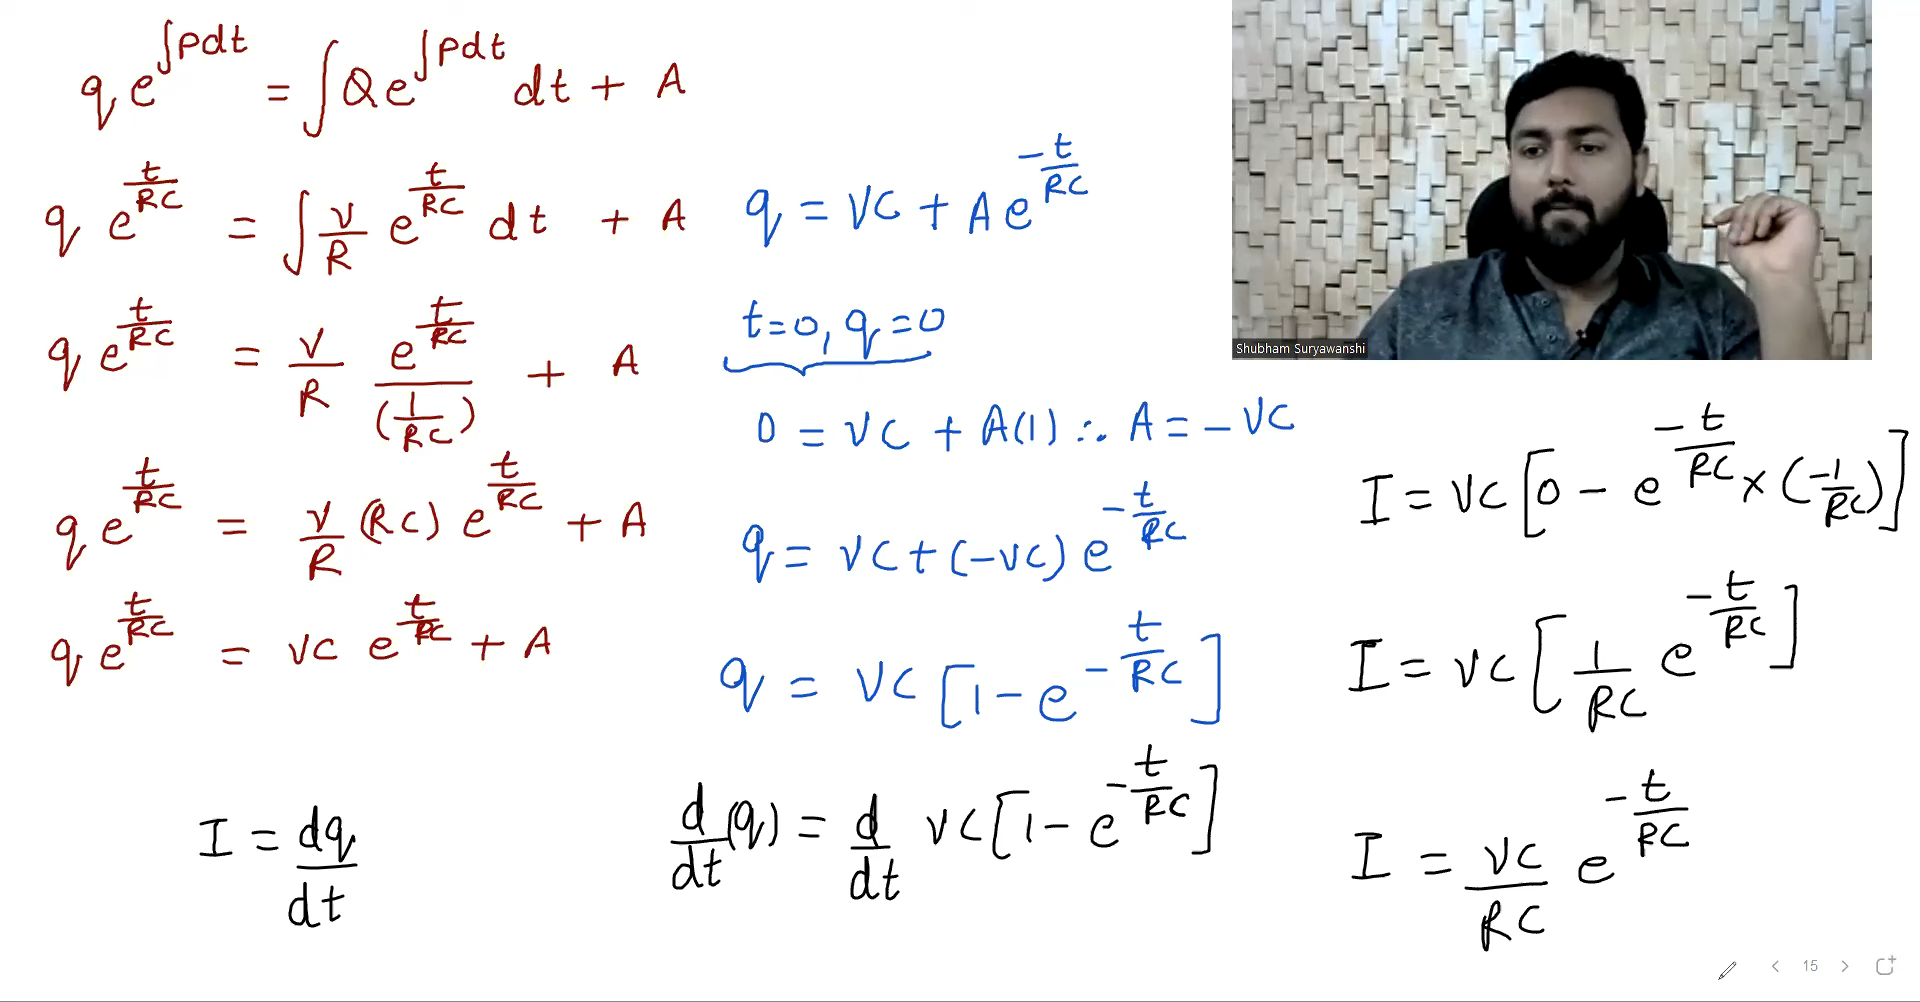 q e^{∫pdt} = ∫Qe^{∫pdt} dt + A
q e^{t/RC} = ∫ V/R e^{t/RC} dt + A
q e^{t/RC} = V/R e^{t/RC}/(1/RC) + A
q e^{t/RC} = V/R (RC) e^{t/RC} + A
q e^{t/RC} = VC e^{t/RC} + A
I = dq/dt
q = VC + A e^{-t/RC}
t=0, q=0
0 = VC + A(1) ∴ A = -VC
q = VC + (-VC) e^{-t/RC}
q = VC [1 - e^{-t/RC}]
d/dt (q) = d/dt VC [1 - e^{-t/RC}]
Shubham Suryawanshi
I = VC [0 - e^{-t/RC} × (-1/RC)]
I = VC [1/RC e^{-t/RC}]
I = VC/RC e^{-t/RC}
15